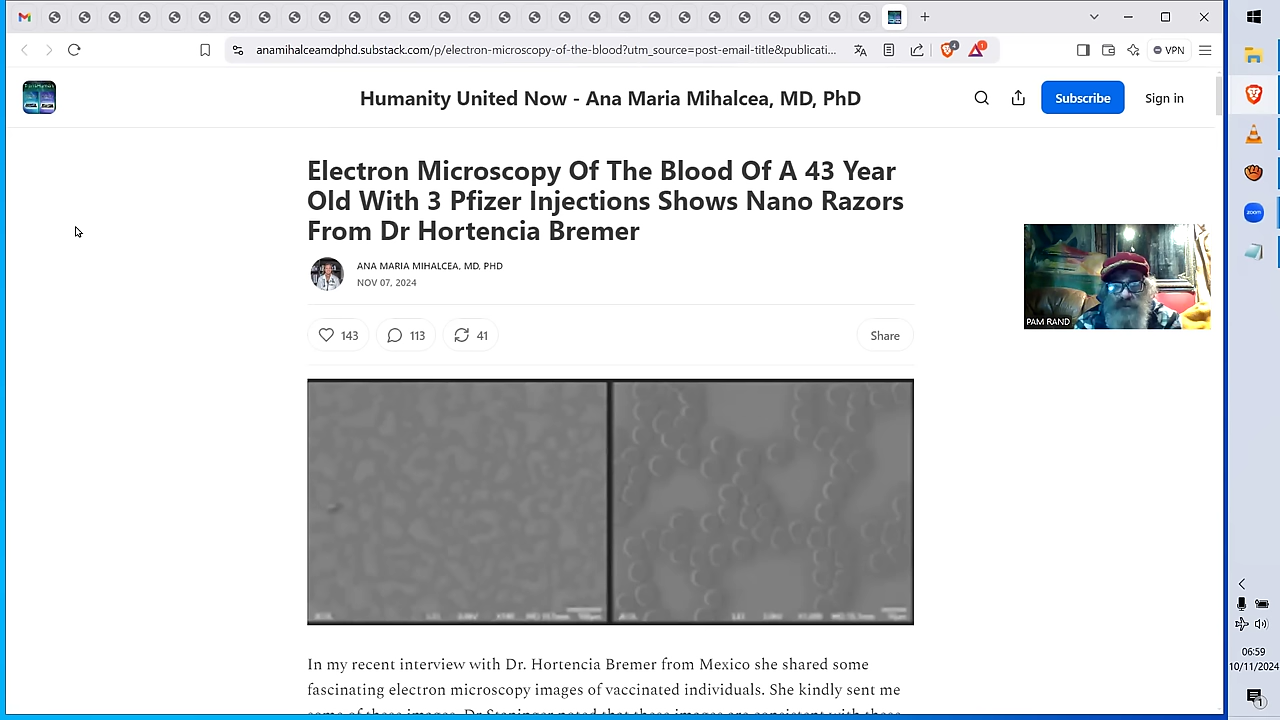 anamihalceamdphd.substack.com/p/electron-microscopy-of-the-blood?utm_source=post-email-title&publicati...
VPN
Humanity United Now - Ana Maria Mihalcea, MD, PhD
Subscribe
Sign in
Electron Microscopy Of The Blood Of A 43 Year
Old With 3 Pfizer Injections Shows Nano Razors
From Dr Hortencia Bremer
ANA MARIA MIHALCEA, MD, PHD
NOV 07, 2024
143
113
41
Share
PAM RAND
In my recent interview with Dr. Hortencia Bremer from Mexico she shared some
fascinating electron microscopy images of vaccinated individuals. She kindly sent me
zoom
06:59
10/11/2024